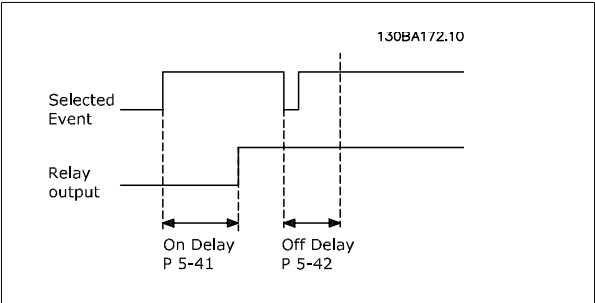 130BA172.10
Selected
Event
Relay
output
On Delay
P 5-41
Off Delay
P 5-42